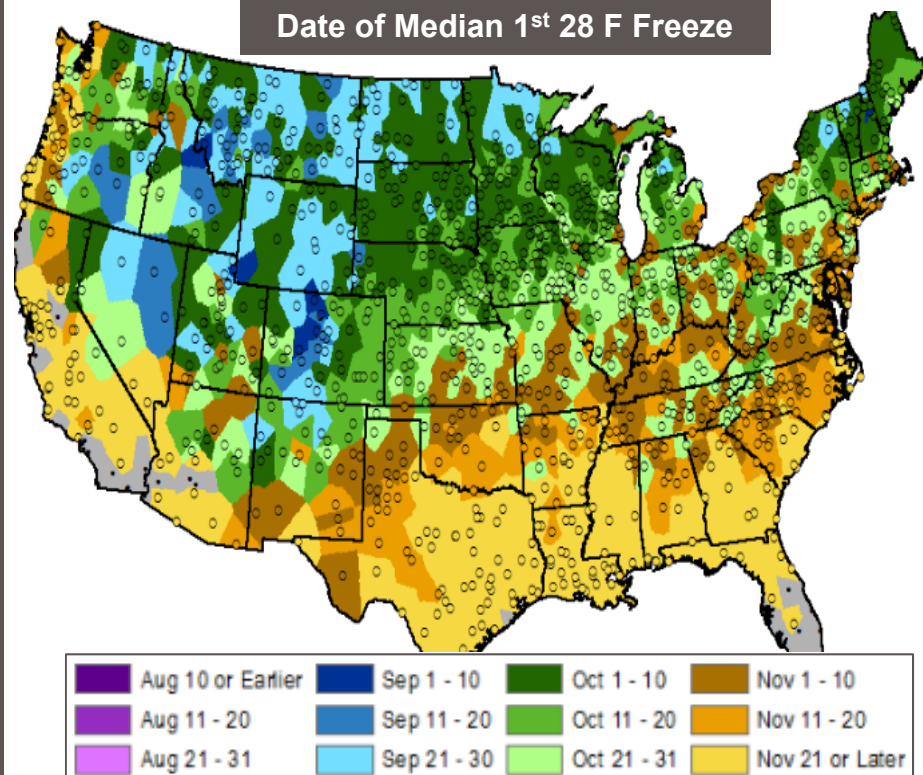 Date of Median 1st 28 F Freeze
Aug 10 or Earlier
Sep 1 - 10
Oct 1 - 10
Nov 1 - 10
Aug 11 - 20
Sep 11 - 20
Oct 11 - 20
Nov 11 - 20
Aug 21 - 31
Sep 21 - 30
Oct 21 - 31
Nov 21 or Later